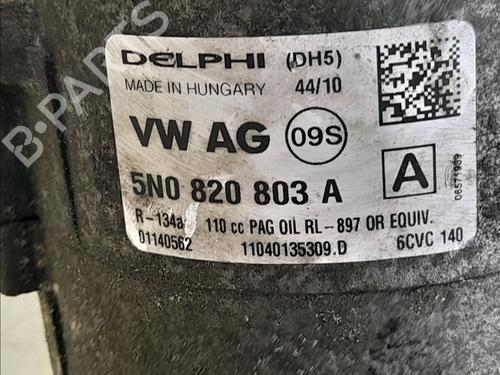 B-PARTS
DELPHI (DH5)
MADE IN HUNGARY 44/10
VW AG 09S
5N0 820 803 A A
R-134a 110 cc PAG OIL RL-897 OR EQUIV.
01140562 11040135309.D 6CVC 140
06571939